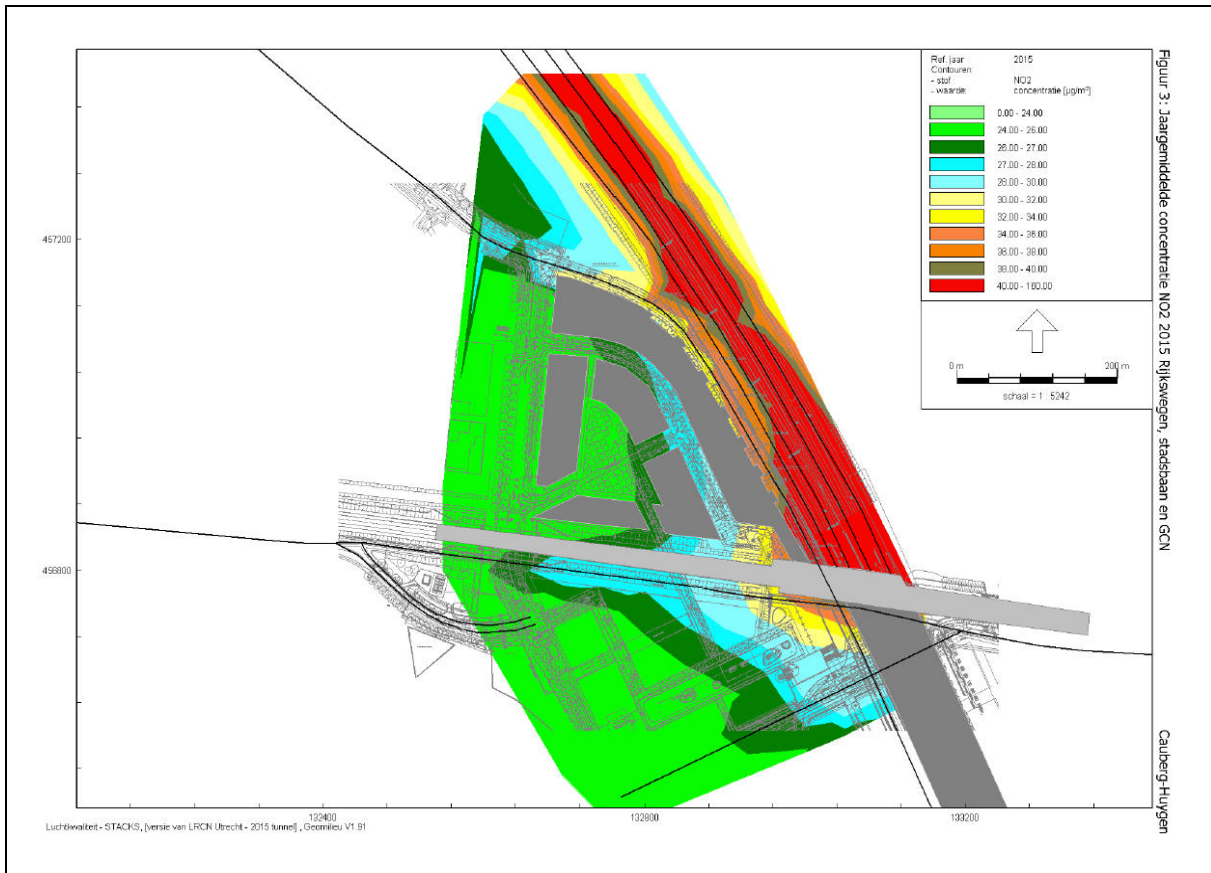 Figuur 3: Jaargemiddelde concentratie NO2 2015 Rijkswegen, stadsbaan en GCN
Cauberg-Huygen
Ref. jaar 2015
Contouren:
- stof NO2
- waarde: concentratie [µg/m³]
0.00 - 24.00
24.00 - 26.00
26.00 - 27.00
27.00 - 28.00
28.00 - 30.00
30.00 - 32.00
32.00 - 34.00
34.00 - 36.00
36.00 - 38.00
38.00 - 40.00
40.00 - 160.00
0 m 200 m
schaal = 1 : 5242
457200
456800
132400 132800 133200
Luchtkwaliteit - STACKS, [versie van LRCN Utrecht - 2015 tunnel] , Geomilieu V1.91